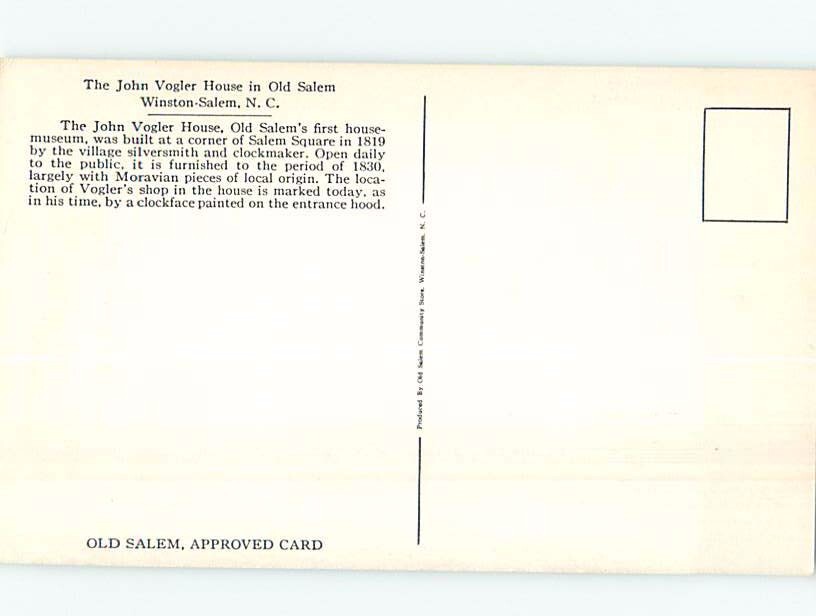 The John Vogler House in Old Salem
Winston-Salem, N. C.
The John Vogler House, Old Salem's first house-
museum, was built at a corner of Salem Square in 1819
by the village silversmith and clockmaker. Open daily
to the public, it is furnished to the period of 1830,
largely with Moravian pieces of local origin. The loca-
tion of Vogler's shop in the house is marked today, as
in his time, by a clockface painted on the entrance hood.
OLD SALEM, APPROVED CARD
Produced By Old Salem Community Store, Winston-Salem, N. C.